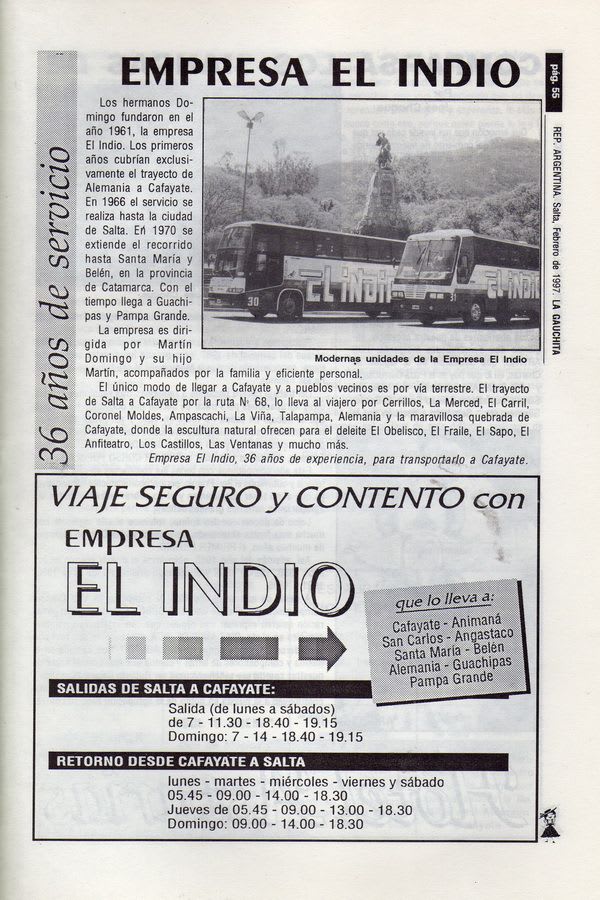 EMPRESA EL INDIO
36 años de servicio
Los hermanos Do-
mingo fundaron en el
año 1961, la empresa
El Indio. Los primeros
años cubrían exclusi-
vamente el trayecto de
Alemania a Cafayate.
En 1966 el servicio se
realiza hasta la ciudad
de Salta. En 1970 se
extiende el recorrido
hasta Santa María y
Belén, en la provincia
de Catamarca. Con el
tiempo llega a Guachi-
pas y Pampa Grande.
La empresa es diri-
gida por Martín
Domingo y su hijo
Martín, acompañados por la familia y eficiente personal.
El único modo de llegar a Cafayate y a pueblos vecinos es por vía terrestre. El trayecto
de Salta a Cafayate por la ruta Nº 68, lo lleva al viajero por Cerrillos, La Merced, El Carril,
Coronel Moldes, Ampascachi, La Viña, Talapampa, Alemania y la maravillosa quebrada de
Cafayate, donde la escultura natural ofrecen para el deleite El Obelisco, El Fraile, El Sapo, El
Anfiteatro, Los Castillos, Las Ventanas y mucho más.
Empresa El Indio, 36 años de experiencia, para transportarlo a Cafayate.
30
EL INDIO
31
EL INDIO
Modernas unidades de la Empresa El Indio
pág. 55
REP. ARGENTINA, Salta, Febrero de 1997, LA GAUCHITA
VIAJE SEGURO y CONTENTO con
EMPRESA
EL INDIO
que lo lleva a:
Cafayate - Animaná
San Carlos - Angastaco
Santa María - Belén
Alemania - Guachipas
Pampa Grande
SALIDAS DE SALTA A CAFAYATE:
Salida (de lunes a sábados)
de 7 - 11.30 - 18.40 - 19.15
Domingo: 7 - 14 - 18.40 - 19.15
RETORNO DESDE CAFAYATE A SALTA
lunes - martes - miércoles - viernes y sábado
05.45 - 09.00 - 14.00 - 18.30
Jueves de 05.45 - 09.00 - 13.00 - 18.30
Domingo: 09.00 - 14.00 - 18.30